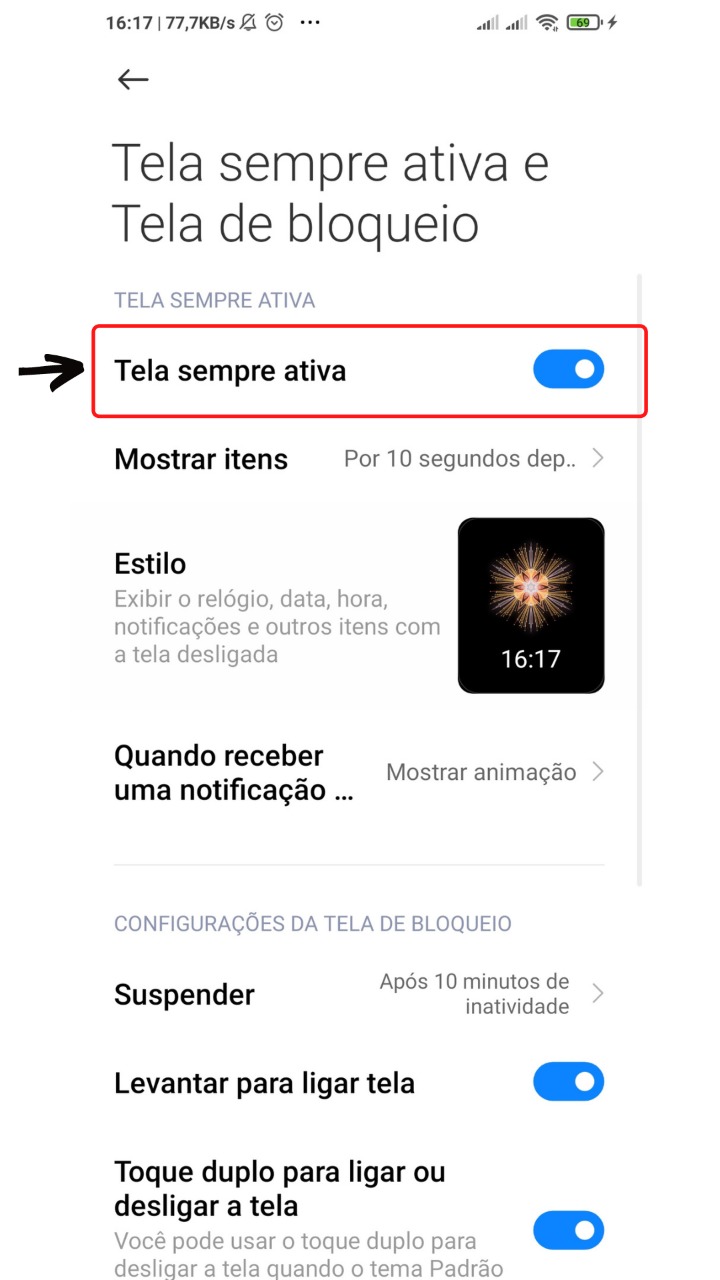 16:17 | 77,7KB/s ... 69
Tela sempre ativa e
Tela de bloqueio
TELA SEMPRE ATIVA
Tela sempre ativa
Mostrar itens Por 10 segundos dep..
Estilo
Exibir o relógio, data, hora,
notificações e outros itens com
a tela desligada
16:17
Quando receber
uma notificação ... Mostrar animação
CONFIGURAÇÕES DA TELA DE BLOQUEIO
Suspender Após 10 minutos de
inatividade
Levantar para ligar tela
Toque duplo para ligar ou
desligar a tela
Você pode usar o toque duplo para
desligar a tela quando o tema Padrão